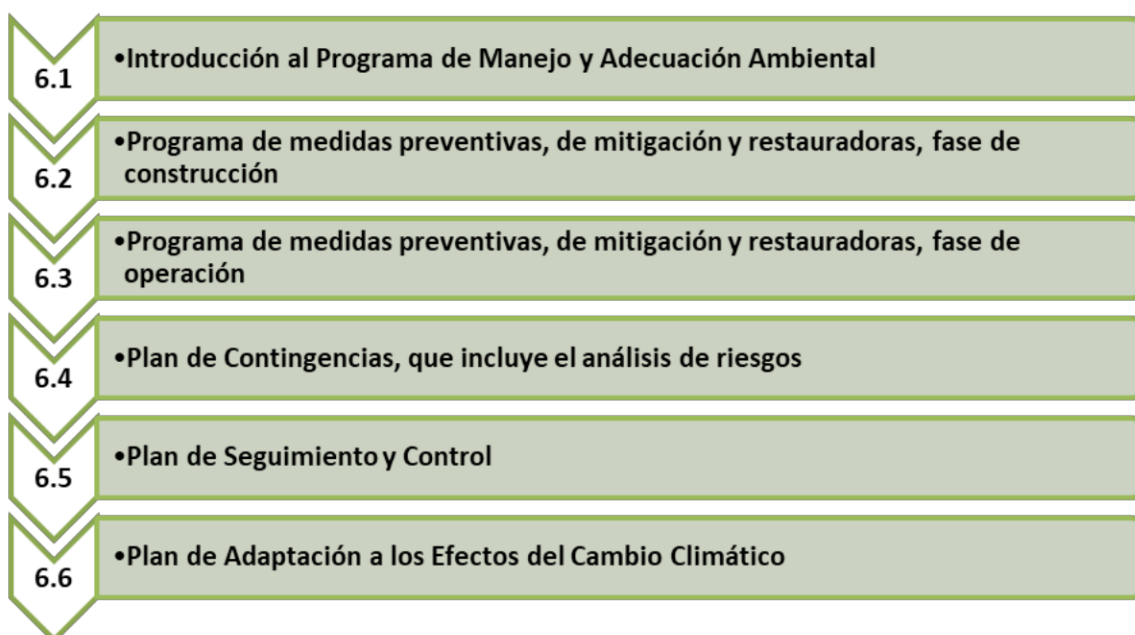 6.1
•Introducción al Programa de Manejo y Adecuación Ambiental
6.2
•Programa de medidas preventivas, de mitigación y restauradoras, fase de
construcción
6.3
•Programa de medidas preventivas, de mitigación y restauradoras, fase de
operación
6.4
•Plan de Contingencias, que incluye el análisis de riesgos
6.5
•Plan de Seguimiento y Control
6.6
•Plan de Adaptación a los Efectos del Cambio Climático